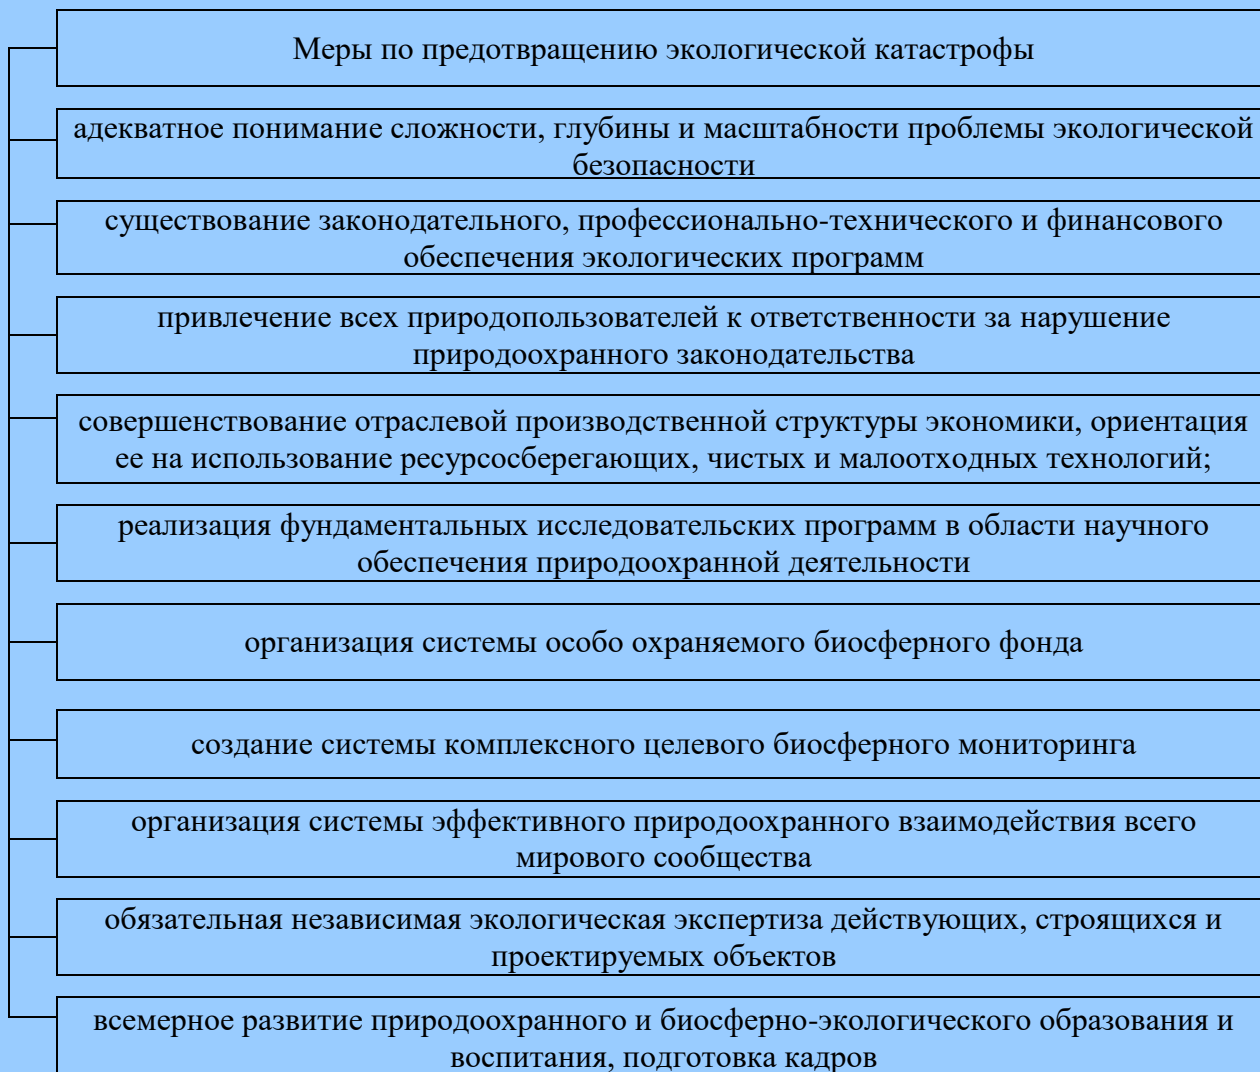 Меры по предотвращению экологической катастрофы
адекватное понимание сложности, глубины и масштабности проблемы экологической
безопасности
существование законодательного, профессионально-технического и финансового
обеспечения экологических программ
привлечение всех природопользователей к ответственности за нарушение
природоохранного законодательства
совершенствование отраслевой производственной структуры экономики, ориентация
ее на использование ресурсосберегающих, чистых и малоотходных технологий;
реализация фундаментальных исследовательских программ в области научного
обеспечения природоохранной деятельности
организация системы особо охраняемого биосферного фонда
создание системы комплексного целевого биосферного мониторинга
организация системы эффективного природоохранного взаимодействия всего
мирового сообщества
обязательная независимая экологическая экспертиза действующих, строящихся и
проектируемых объектов
всемерное развитие природоохранного и биосферно-экологического образования и
воспитания, подготовка кадров